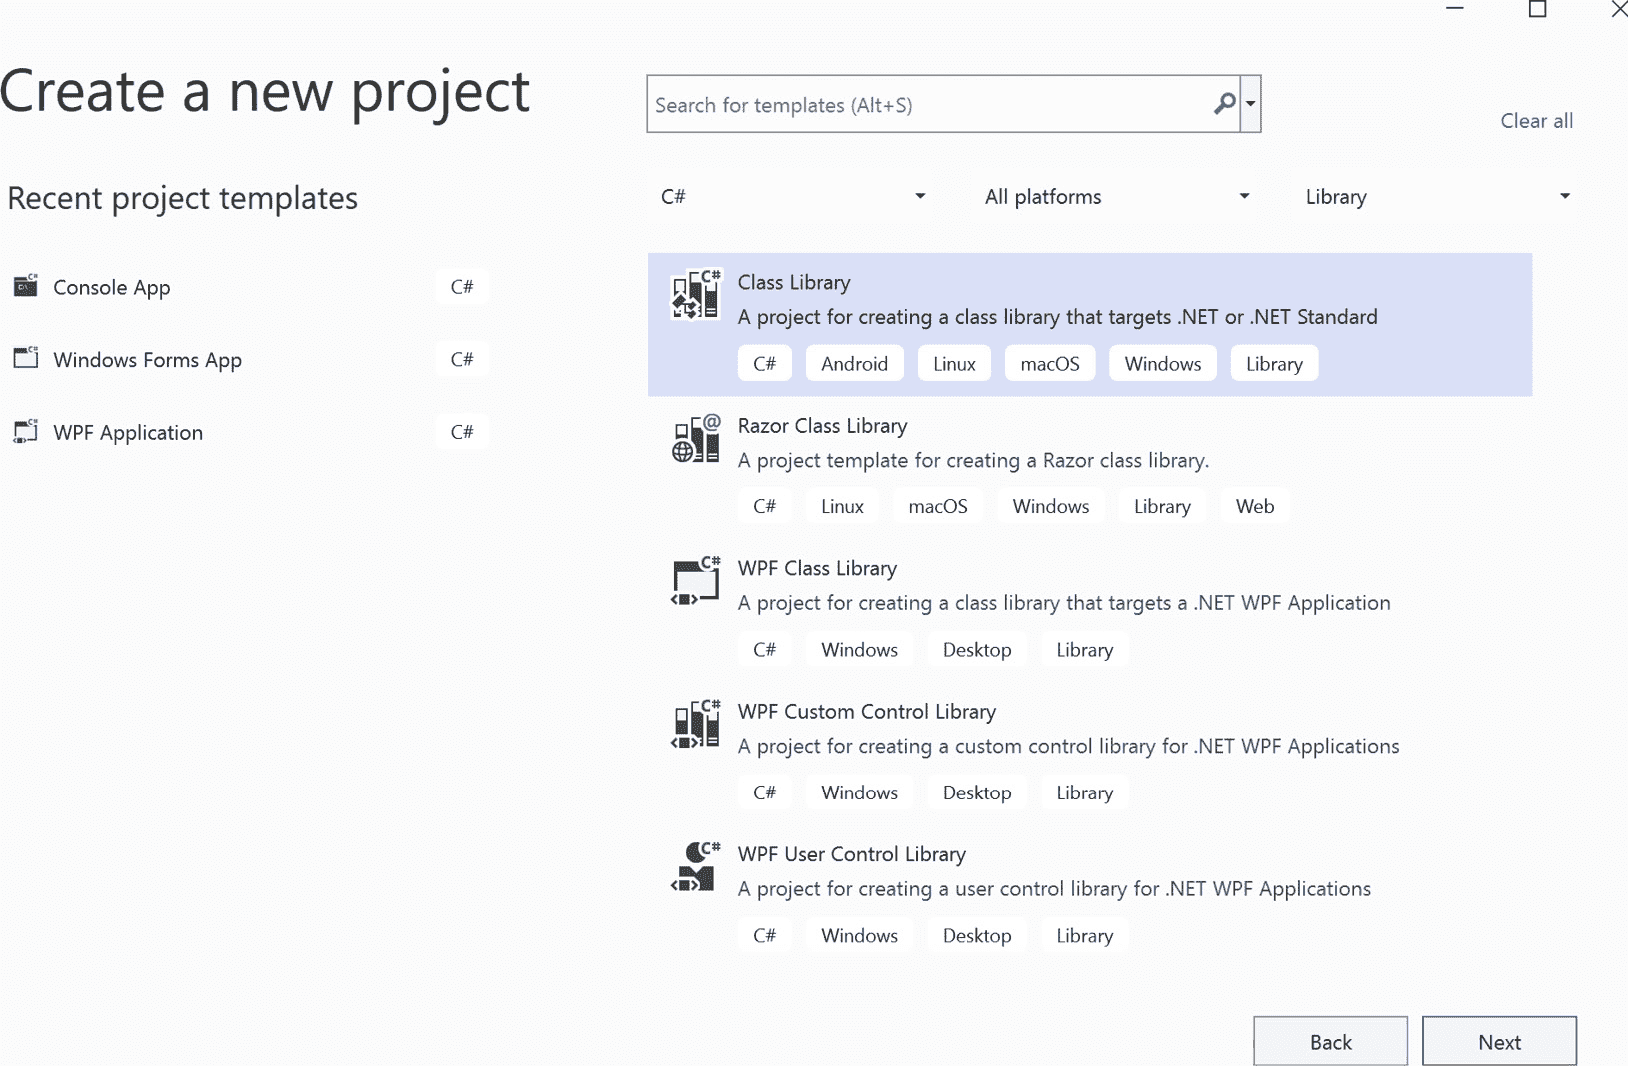 Create a new project
Search for templates (Alt+S)
Clear all
Recent project templates
C#
All platforms
Library
Console App C#
Windows Forms App C#
WPF Application C#
Class Library
A project for creating a class library that targets .NET or .NET Standard
C# Android Linux macOS Windows Library
Razor Class Library
A project template for creating a Razor class library.
C# Linux macOS Windows Library Web
WPF Class Library
A project for creating a class library that targets a .NET WPF Application
C# Windows Desktop Library
WPF Custom Control Library
A project for creating a custom control library for .NET WPF Applications
C# Windows Desktop Library
WPF User Control Library
A project for creating a user control library for .NET WPF Applications
C# Windows Desktop Library
Back
Next